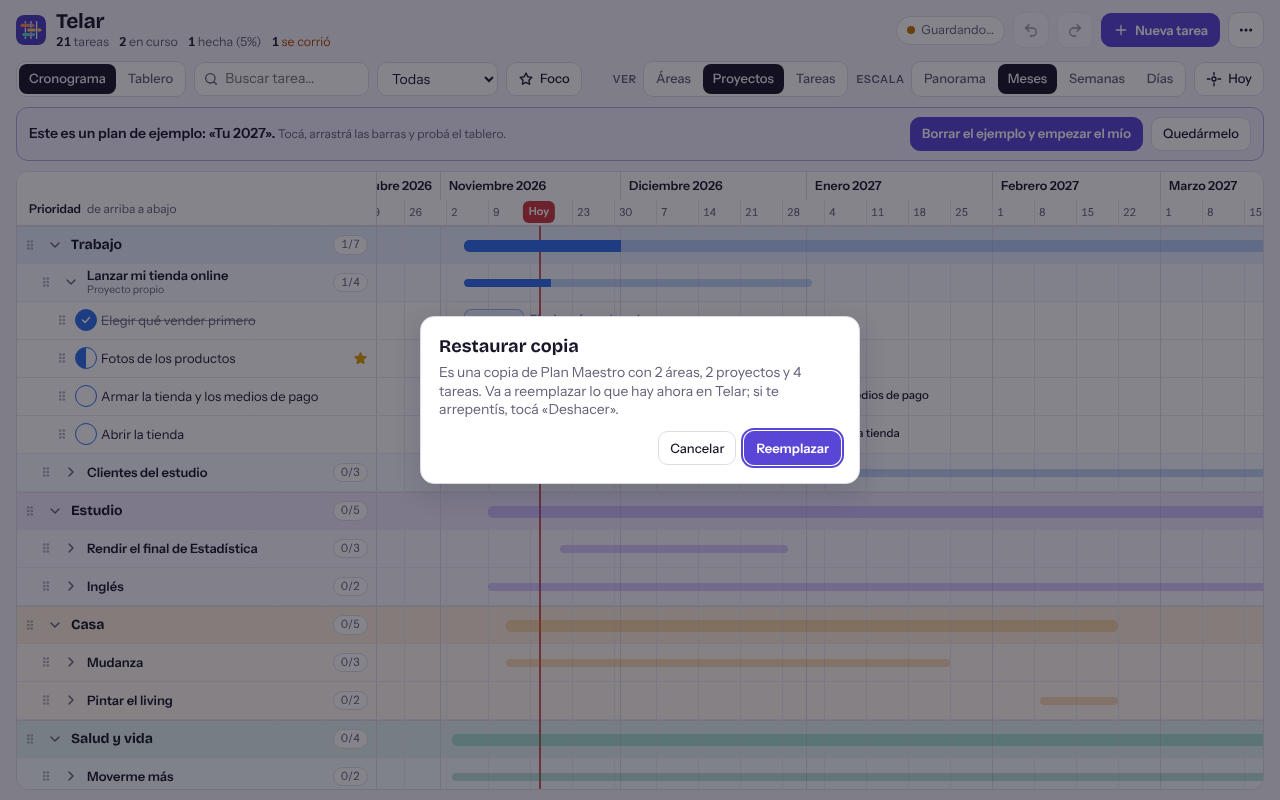 Telar
21 tareas 2 en curso 1 hecha (5%) 1 se corrió
Guardando…
Nueva tarea
Cronograma Tablero
Buscar tarea…
Todas
Foco
VER
Áreas Proyectos Tareas
ESCALA
Panorama Meses Semanas Días
Hoy
Este es un plan de ejemplo: «Tu 2027». Tocá, arrastrá las barras y probá el tablero.
Borrar el ejemplo y empezar el mío
Quedármelo
Prioridad de arriba a abajo
ubre 2026 Noviembre 2026 Diciembre 2026 Enero 2027 Febrero 2027 Marzo 2027
26 2 9 Hoy 23 30 7 14 21 28 4 11 18 25 1 8 15 22 1 8 15
Trabajo 1/7
Lanzar mi tienda online 1/4
Proyecto propio
Elegir qué vender primero
Fotos de los productos
Armar la tienda y los medios de pago
dios de pago
Abrir la tienda
tienda
Clientes del estudio 0/3
Estudio 0/5
Rendir el final de Estadística 0/3
Inglés 0/2
Casa 0/5
Mudanza 0/3
Pintar el living 0/2
Salud y vida 0/4
Moverme más 0/2
Restaurar copia
Es una copia de Plan Maestro con 2 áreas, 2 proyectos y 4
tareas. Va a reemplazar lo que hay ahora en Telar; si te
arrepentís, tocá «Deshacer».
Cancelar
Reemplazar